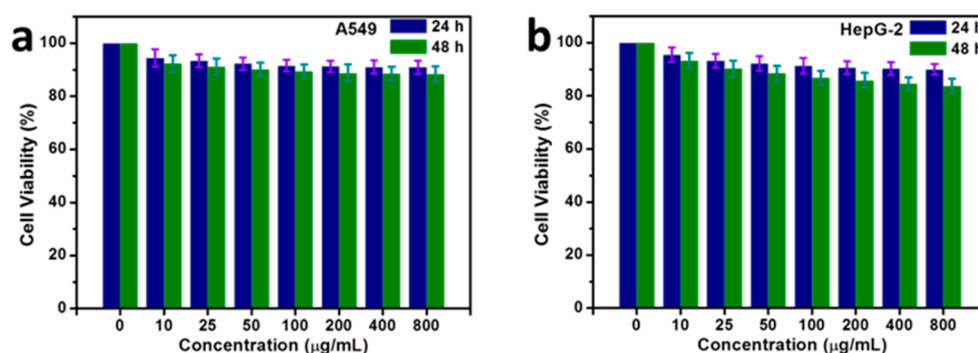 a
A549
24 h
48 h
100
80
60
40
20
0
Cell Viability (%)
0 10 25 50 100 200 400 800
Concentration (μg/mL)
b
HepG-2
24 h
48 h
100
80
60
40
20
0
Cell Viability (%)
0 10 25 50 100 200 400 800
Concentration (μg/mL)